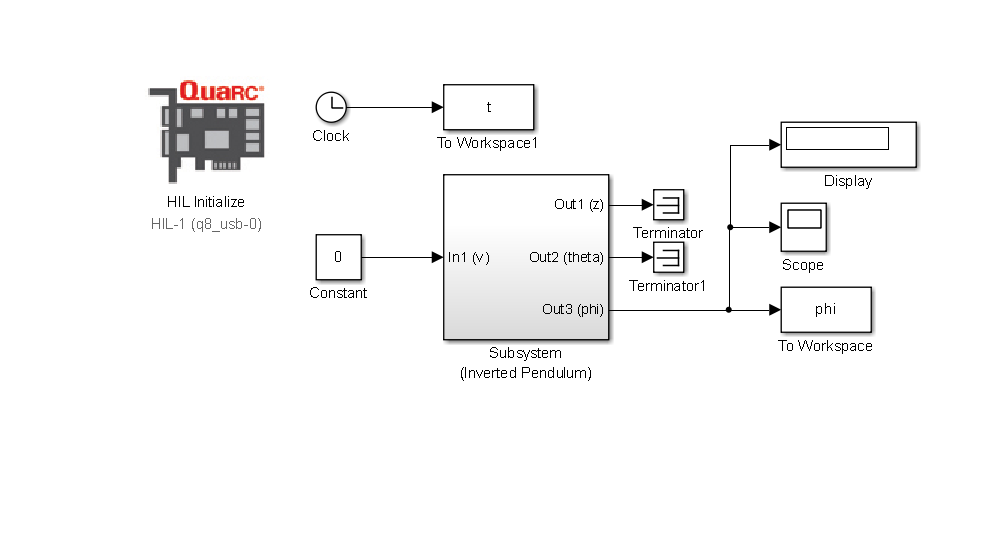 QUARC®
HIL Initialize
HIL-1 (q8_usb-0)
Clock
t
To Workspace1
0
Constant
In1 (v)
Out1 (z)
Out2 (theta)
Out3 (phi)
Subsystem
(Inverted Pendulum)
Terminator
Terminator1
Display
Scope
phi
To Workspace